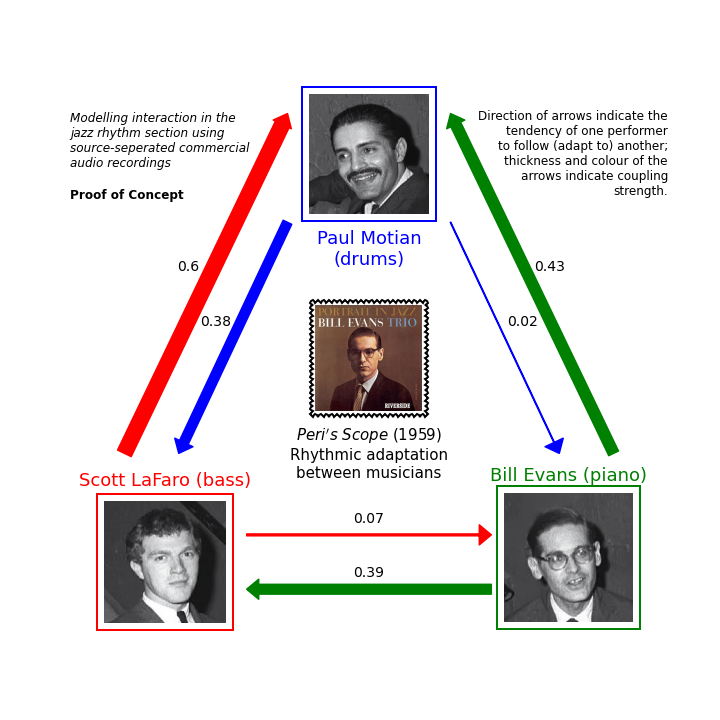 Modelling interaction in the
jazz rhythm section using
source-seperated commercial
audio recordings
Proof of Concept
Direction of arrows indicate the
tendency of one performer
to follow (adapt to) another;
thickness and colour of the
arrows indicate coupling
strength.
Paul Motian
(drums)
0.6
0.43
0.38
0.02
PORTRAIT IN JAZZ
BILL EVANS TRIO
RIVERSIDE
Peri's Scope (1959)
Rhythmic adaptation
between musicians
Scott LaFaro (bass)
Bill Evans (piano)
0.07
0.39